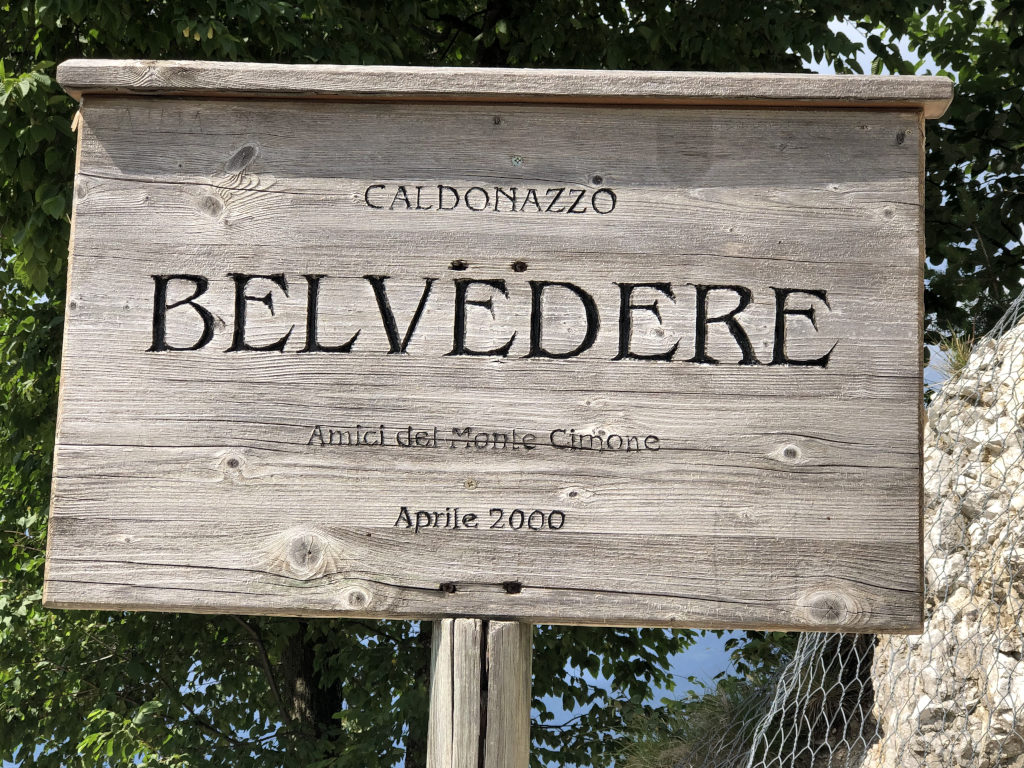 CALDONAZZO
BELVEDERE
Amici del Monte Cimone
Aprile 2000